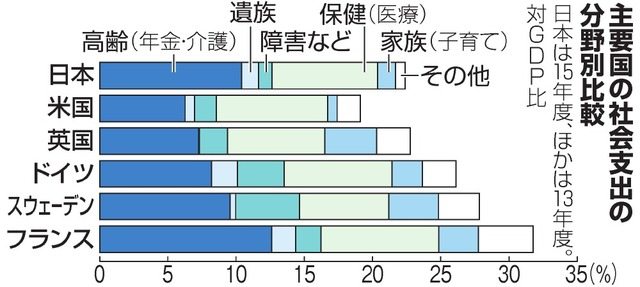 主要国の社会支出の
分野別比較
日本は15年度、ほかは13年度。
対GDP比
遺族
保健(医療)
高齢(年金・介護)
障害など
家族(子育て)
日本
その他
米国
英国
ドイツ
スウェーデン
フランス
0 5 10 15 20 25 30 35(%)